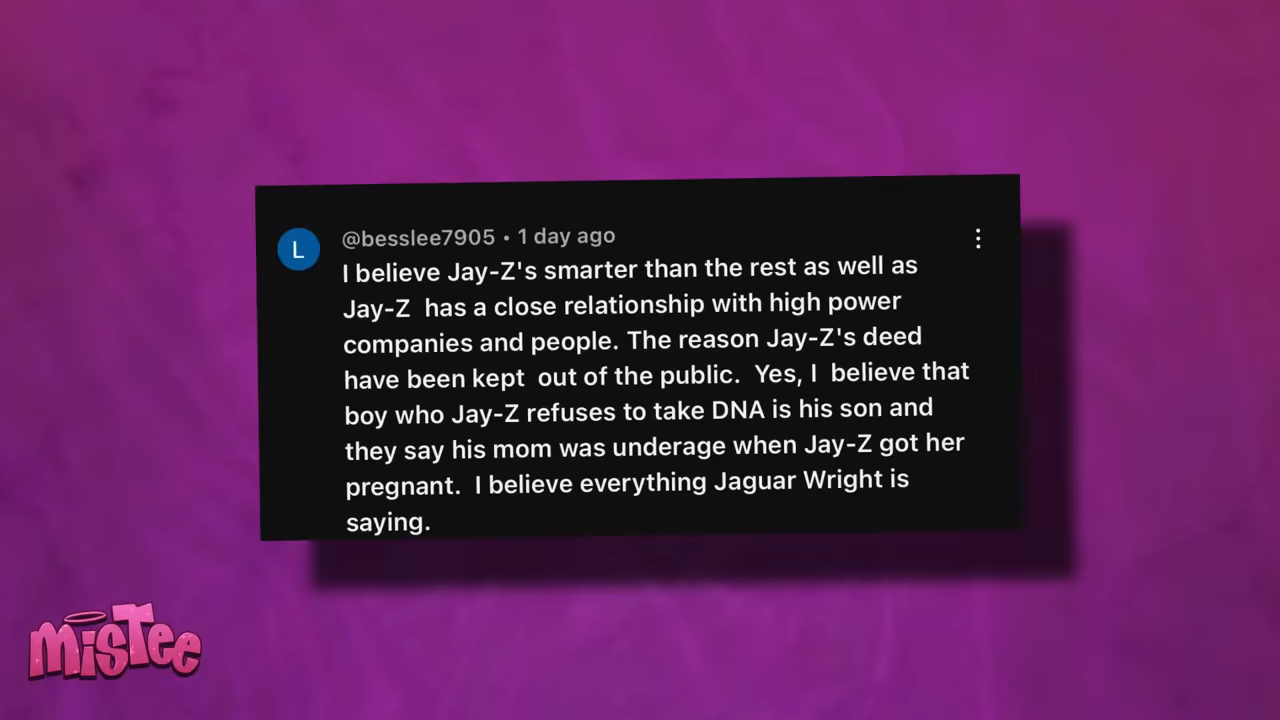 L
@besslee7905 • 1 day ago
I believe Jay-Z's smarter than the rest as well as
Jay-Z  has a close relationship with high power
companies and people. The reason Jay-Z's deed
have been kept  out of the public.  Yes, I  believe that
boy who Jay-Z refuses to take DNA is his son and
they say his mom was underage when Jay-Z got her
pregnant.  I believe everything Jaguar Wright is
saying.
MisTee